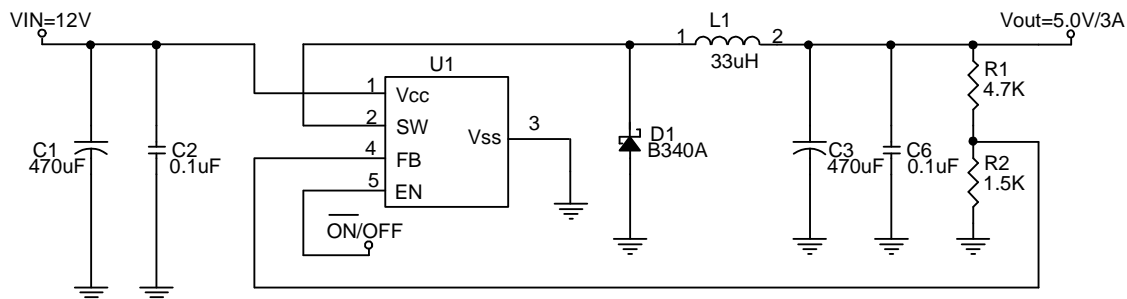 VIN=12V
L1
Vout=5.0V/3A
1
2
33uH
U1
R1
4.7K
1
Vcc
2
SW
Vss
3
4
FB
5
EN
C1
470uF
C2
0.1uF
D1
B340A
C3
470uF
C6
0.1uF
R2
1.5K
ON/OFF